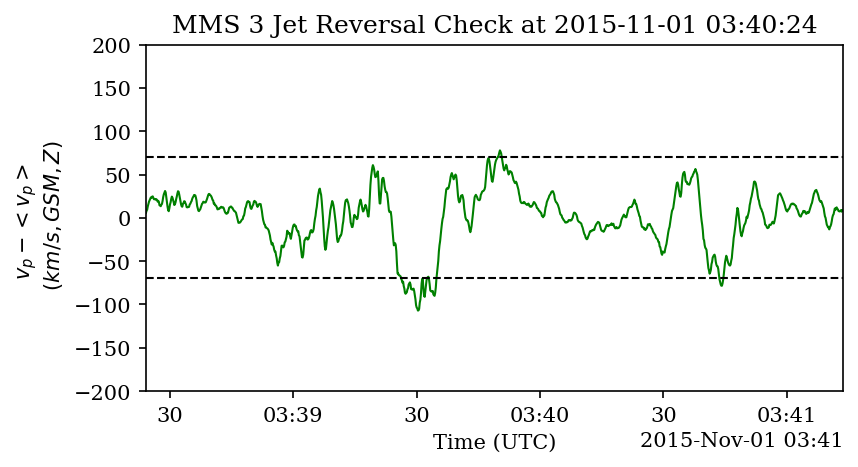 MMS 3 Jet Reversal Check at 2015-11-01 03:40:24
200
150
100
50
0
−50
−100
−150
−200
v_p − < v_p >
(km/s, GSM, Z)
30 03:39 30 03:40 30 03:41
Time (UTC)
2015-Nov-01 03:41